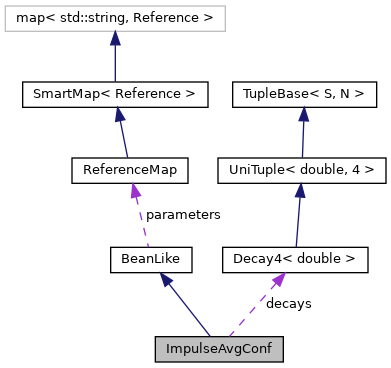 map< std::string, Reference >
SmartMap< Reference >
TupleBase< S, N >
ReferenceMap
UniTuple< double, 4 >
parameters
BeanLike
Decay4< double >
decays
ImpulseAvgConf